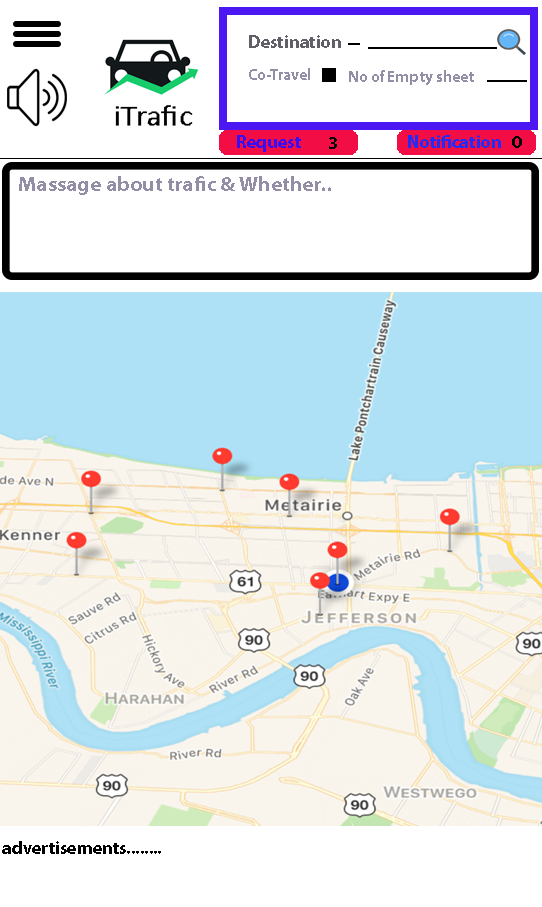 Destination –
Co-Travel No of Empty sheet
iTrafic
Request 3
Notification 0
Massage about trafic & Whether..
Lake Pontchartrain Causeway
de Ave N
Metairie
Kenner
Metairie Rd
61
Earhart Expy E
Sauve Rd
JEFFERSON
Citrus Rd
Mississippi River
90
90
Hickory Ave
90
River Rd
Oak Ave
HARAHAN
River Rd
90
WESTWEGO
90
advertisements........